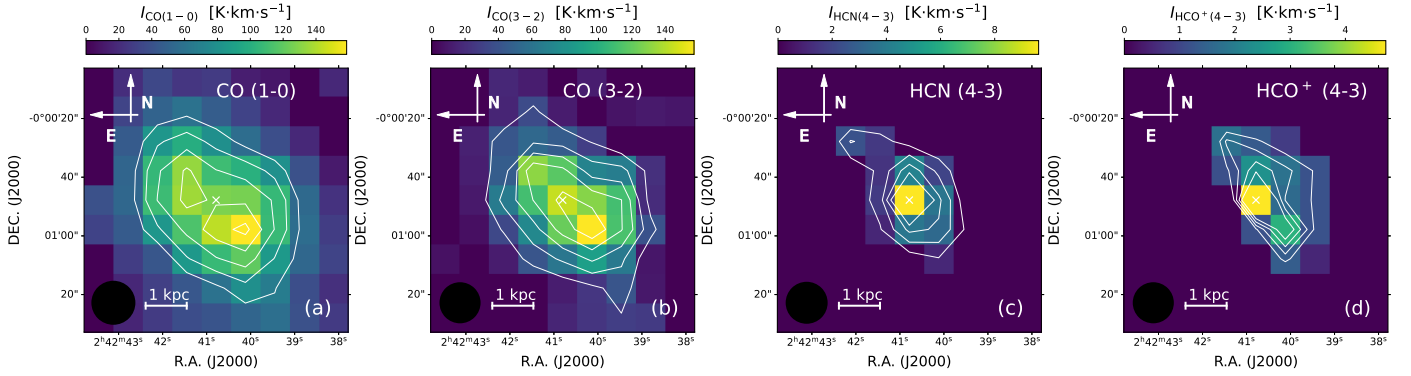 I_CO(1−0) [K·km·s⁻¹]
0 20 40 60 80 100 120 140
CO (1-0)
N
E
-0°00'20"
40"
01'00"
20"
DEC. (J2000)
1 kpc
(a)
2ʰ42ᵐ43ˢ 42ˢ 41ˢ 40ˢ 39ˢ 38ˢ
R.A. (J2000)
I_CO(3−2) [K·km·s⁻¹]
0 20 40 60 80 100 120 140
CO (3-2)
N
E
-0°00'20"
40"
01'00"
20"
DEC. (J2000)
1 kpc
(b)
2ʰ42ᵐ43ˢ 42ˢ 41ˢ 40ˢ 39ˢ 38ˢ
R.A. (J2000)
I_HCN(4−3) [K·km·s⁻¹]
0 2 4 6 8
HCN (4-3)
N
E
-0°00'20"
40"
01'00"
20"
DEC. (J2000)
1 kpc
(c)
2ʰ42ᵐ43ˢ 42ˢ 41ˢ 40ˢ 39ˢ 38ˢ
R.A. (J2000)
I_HCO⁺(4−3) [K·km·s⁻¹]
0 1 2 3 4
HCO⁺ (4-3)
N
E
-0°00'20"
40"
01'00"
20"
DEC. (J2000)
1 kpc
(d)
2ʰ42ᵐ43ˢ 42ˢ 41ˢ 40ˢ 39ˢ 38ˢ
R.A. (J2000)